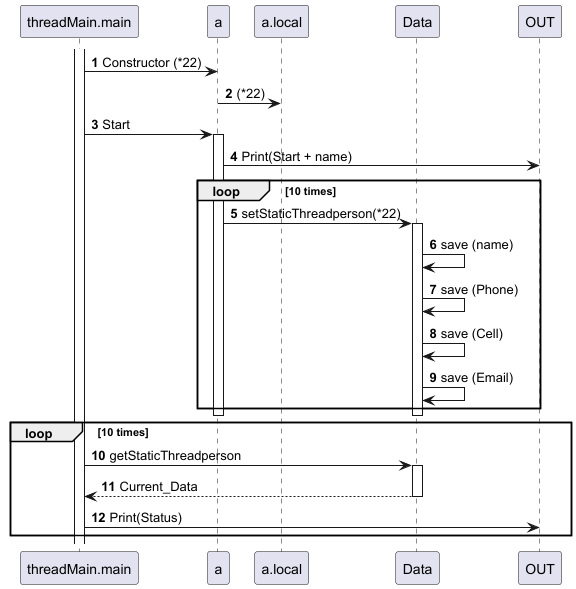 threadMain.main a a.local Data OUT
1 Constructor (*22)
2 (*22)
3 Start
4 Print(Start + name)
loop [10 times]
5 setStaticThreadperson(*22)
6 save (name)
7 save (Phone)
8 save (Cell)
9 save (Email)
loop [10 times]
10 getStaticThreadperson
11 Current_Data
12 Print(Status)
threadMain.main a a.local Data OUT